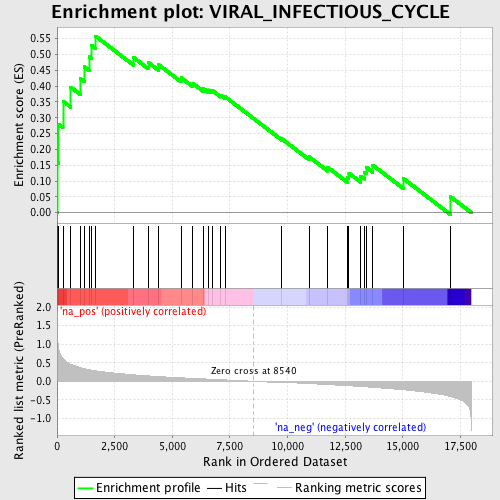 Enrichment plot: VIRAL_INFECTIOUS_CYCLE
Enrichment score (ES)
0.55
0.50
0.45
0.40
0.35
0.30
0.25
0.20
0.15
0.10
0.05
0.00
'na_pos' (positively correlated)
Ranked list metric (PreRanked)
2.0
1.5
1.0
0.5
0.0
-0.5
-1.0
Zero cross at 8540
'na_neg' (negatively correlated)
0 2,500 5,000 7,500 10,000 12,500 15,000 17,500
Rank in Ordered Dataset
Enrichment profile Hits Ranking metric scores